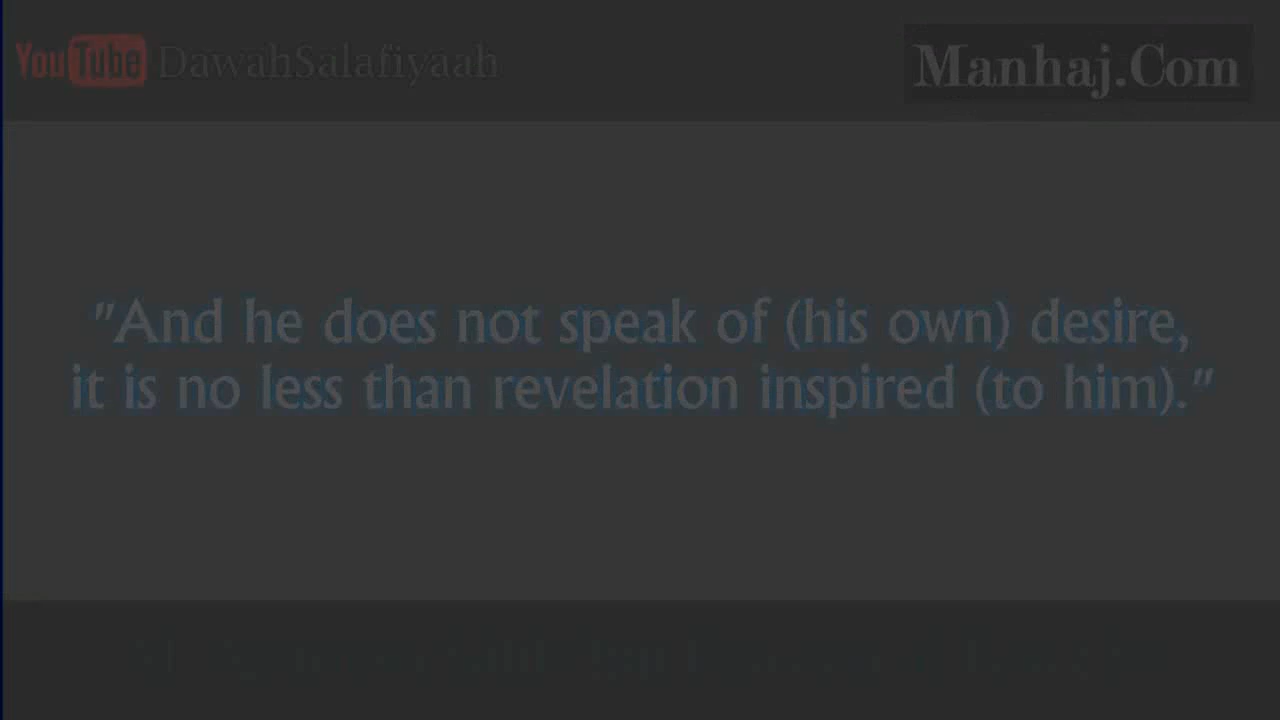 YouTube DawahSalafiyaah
Manhaj.Com
"And he does not speak of (his own) desire,
it is no less than revelation inspired (to him)."